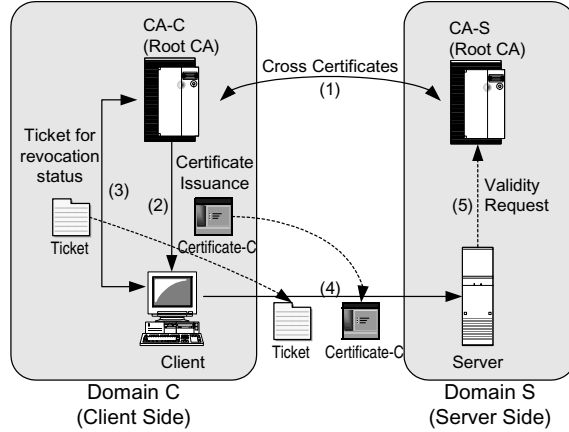 CA-C
(Root CA)
CA-S
(Root CA)
Cross Certificates
(1)
Ticket for
revocation
status
(3)
(2)
Certificate
Issuance
Ticket
Certificate-C
(5)
Validity
Request
(4)
Client
Ticket
Certificate-C
Server
Domain C
(Client Side)
Domain S
(Server Side)